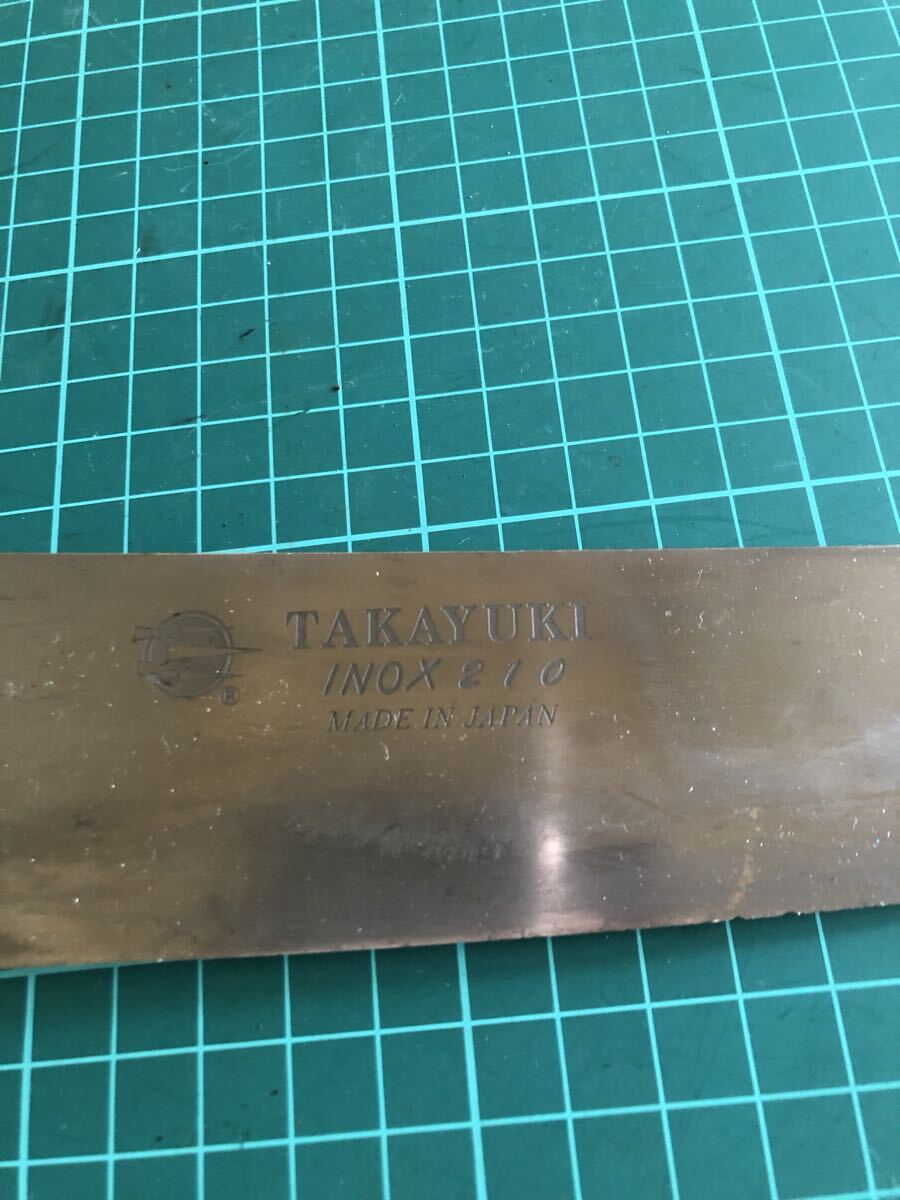 TAKAYUKI
INOX 210
®
MADE IN JAPAN